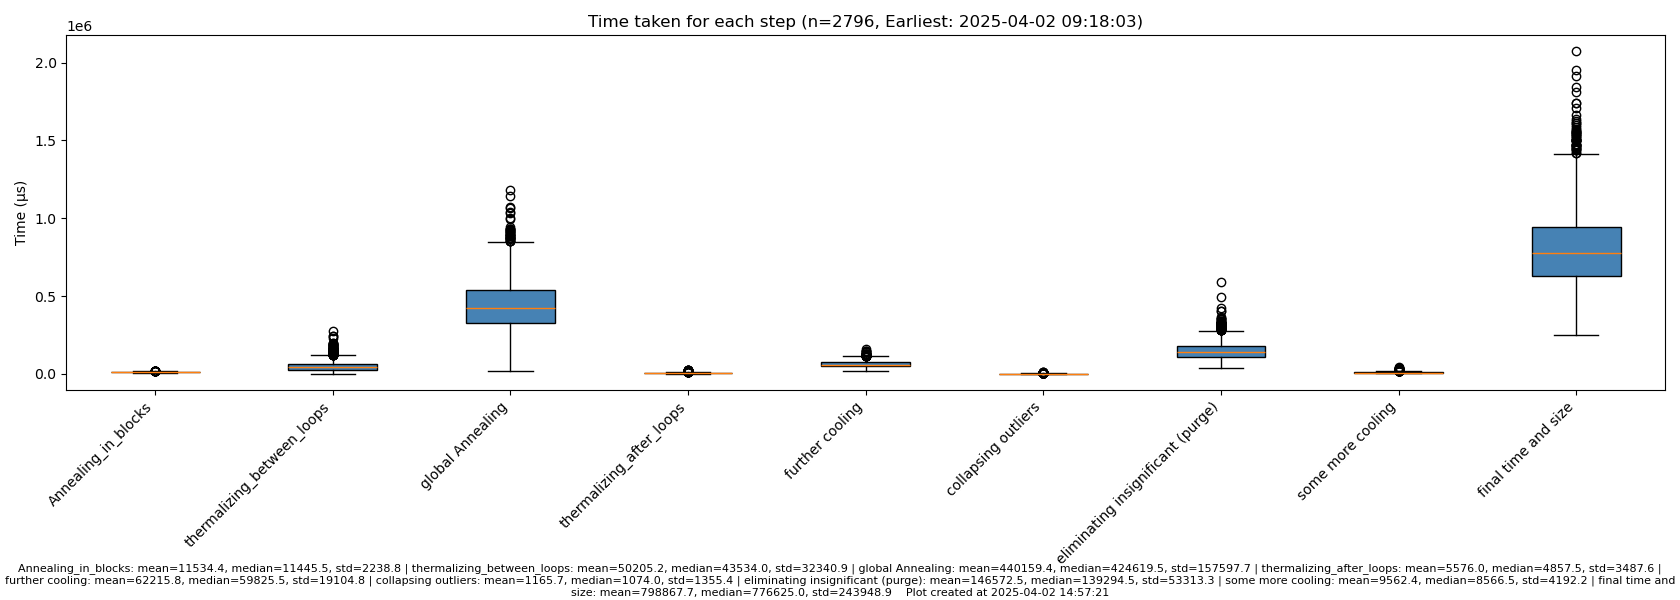 Time taken for each step (n=2796, Earliest: 2025-04-02 09:18:03)
1e6
2.0
1.5
1.0
0.5
0.0
Time (µs)
Annealing_in_blocks
thermalizing_between_loops
global Annealing
thermalizing_after_loops
further cooling
collapsing outliers
eliminating insignificant (purge)
some more cooling
final time and size
Annealing_in_blocks: mean=11534.4, median=11445.5, std=2238.8 | thermalizing_between_loops: mean=50205.2, median=43534.0, std=32340.9 | global Annealing: mean=440159.4, median=424619.5, std=157597.7 | thermalizing_after_loops: mean=5576.0, median=4857.5, std=3487.6 |
further cooling: mean=62215.8, median=59825.5, std=19104.8 | collapsing outliers: mean=1165.7, median=1074.0, std=1355.4 | eliminating insignificant (purge): mean=146572.5, median=139294.5, std=53313.3 | some more cooling: mean=9562.4, median=8566.5, std=4192.2 | final time and
size: mean=798867.7, median=776625.0, std=243948.9    Plot created at 2025-04-02 14:57:21